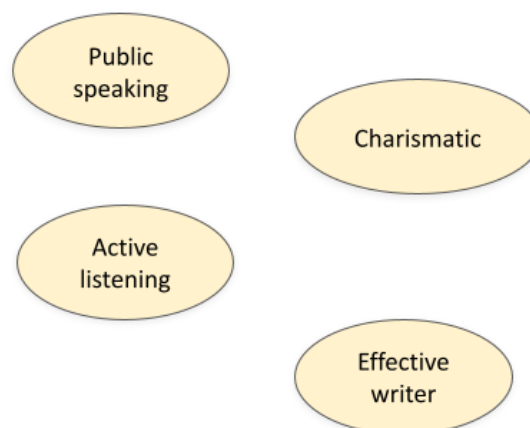 Public
speaking
Charismatic
Active
listening
Effective
writer